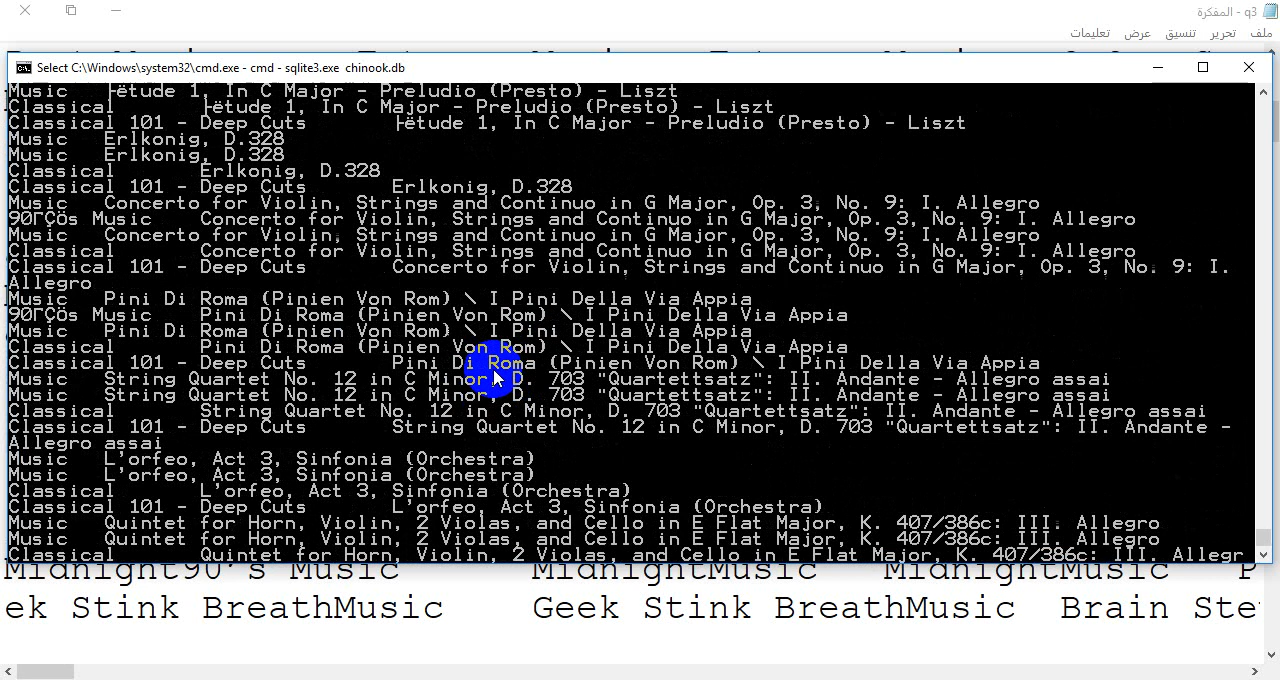 q3 - المفكرة
ملف تحرير تنسيق عرض تعليمات
Select C:\Windows\system32\cmd.exe - cmd - sqlite3.exe chinook.db
Music ├ëtude 1, In C Major - Preludio (Presto) - Liszt
Classical ├ëtude 1, In C Major - Preludio (Presto) - Liszt
Classical 101 - Deep Cuts ├ëtude 1, In C Major - Preludio (Presto) - Liszt
Music Erlkonig, D.328
Music Erlkonig, D.328
Classical Erlkonig, D.328
Classical 101 - Deep Cuts Erlkonig, D.328
Music Concerto for Violin, Strings and Continuo in G Major, Op. 3, No. 9: I. Allegro
90ΓÇÖs Music Concerto for Violin, Strings and Continuo in G Major, Op. 3, No. 9: I. Allegro
Music Concerto for Violin, Strings and Continuo in G Major, Op. 3, No. 9: I. Allegro
Classical Concerto for Violin, Strings and Continuo in G Major, Op. 3, No. 9: I. Allegro
Classical 101 - Deep Cuts Concerto for Violin, Strings and Continuo in G Major, Op. 3, No. 9: I.
Allegro
Music Pini Di Roma (Pinien Von Rom) \ I Pini Della Via Appia
90ΓÇÖs Music Pini Di Roma (Pinien Von Rom) \ I Pini Della Via Appia
Music Pini Di Roma (Pinien Von Rom) \ I Pini Della Via Appia
Classical Pini Di Roma (Pinien Von Rom) \ I Pini Della Via Appia
Classical 101 - Deep Cuts Pini Di Roma (Pinien Von Rom) \ I Pini Della Via Appia
Music String Quartet No. 12 in C Minor, D. 703 "Quartettsatz": II. Andante - Allegro assai
Music String Quartet No. 12 in C Minor, D. 703 "Quartettsatz": II. Andante - Allegro assai
Classical String Quartet No. 12 in C Minor, D. 703 "Quartettsatz": II. Andante - Allegro assai
Classical 101 - Deep Cuts String Quartet No. 12 in C Minor, D. 703 "Quartettsatz": II. Andante -
Allegro assai
Music L'orfeo, Act 3, Sinfonia (Orchestra)
Music L'orfeo, Act 3, Sinfonia (Orchestra)
Classical L'orfeo, Act 3, Sinfonia (Orchestra)
Classical 101 - Deep Cuts L'orfeo, Act 3, Sinfonia (Orchestra)
Music Quintet for Horn, Violin, 2 Violas, and Cello in E Flat Major, K. 407/386c: III. Allegro
Music Quintet for Horn, Violin, 2 Violas, and Cello in E Flat Major, K. 407/386c: III. Allegro
Classical Quintet for Horn, Violin, 2 Violas, and Cello in E Flat Major, K. 407/386c: III. Allegr
Midnight90's Music MidnightMusic MidnightMusic P
ek Stink BreathMusic Geek Stink BreathMusic Brain Ste